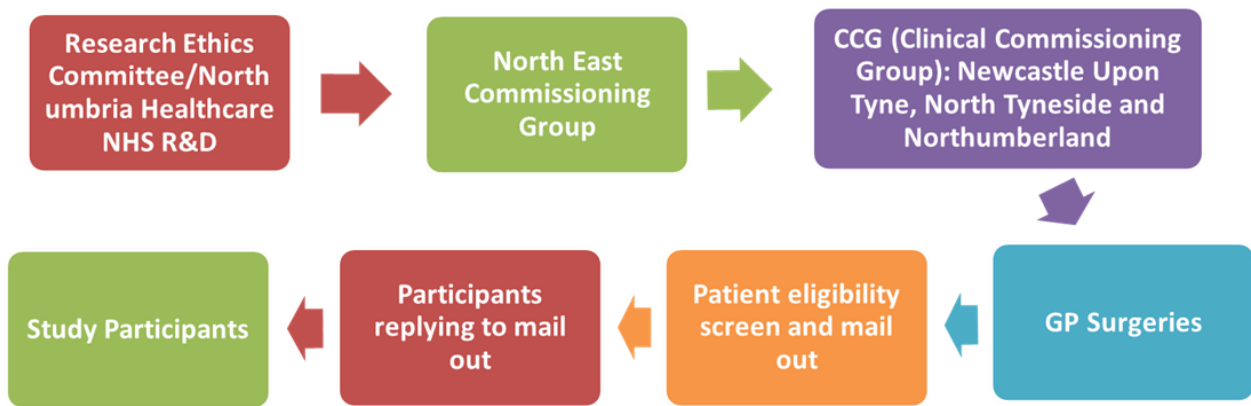 Research Ethics
Committee/North
umbria Healthcare
NHS R&D
North East
Commissioning
Group
CCG (Clinical Commissioning
Group): Newcastle Upon
Tyne, North Tyneside and
Northumberland
GP Surgeries
Patient eligibility
screen and mail
out
Participants
replying to mail
out
Study Participants